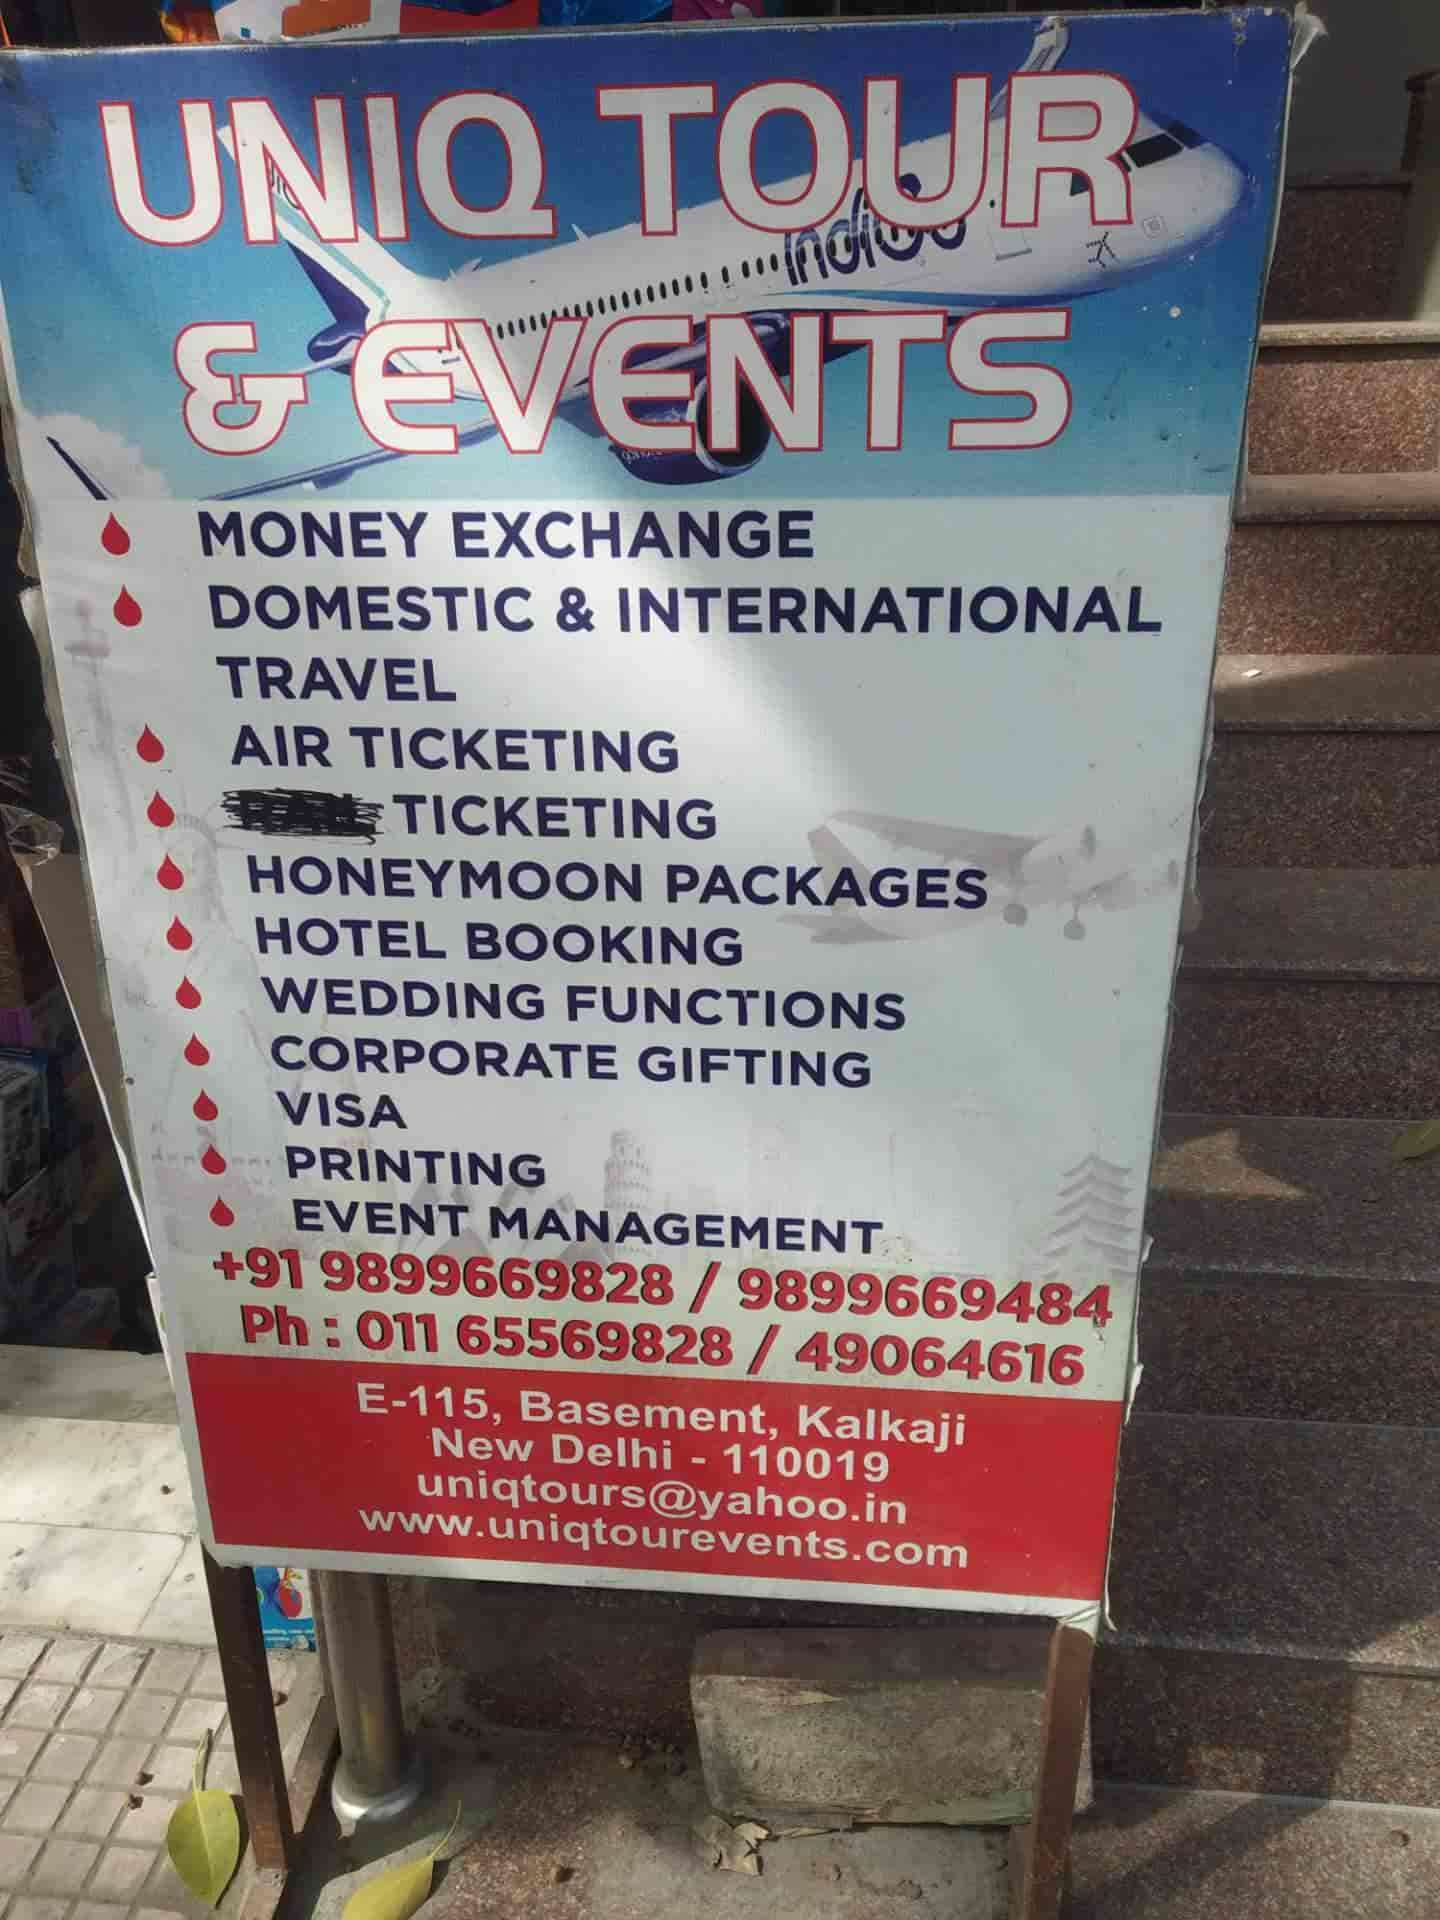 UNIQ TOUR
IndiGo
& EVENTS
MONEY EXCHANGE
DOMESTIC & INTERNATIONAL
TRAVEL
AIR TICKETING
TICKETING
HONEYMOON PACKAGES
HOTEL BOOKING
WEDDING FUNCTIONS
CORPORATE GIFTING
VISA
PRINTING
EVENT MANAGEMENT
+91 9899669828 / 9899669484
Ph : 011 65569828 / 49064616
E-115, Basement, Kalkaji
New Delhi - 110019
uniqtours@yahoo.in
www.uniqtourevents.com